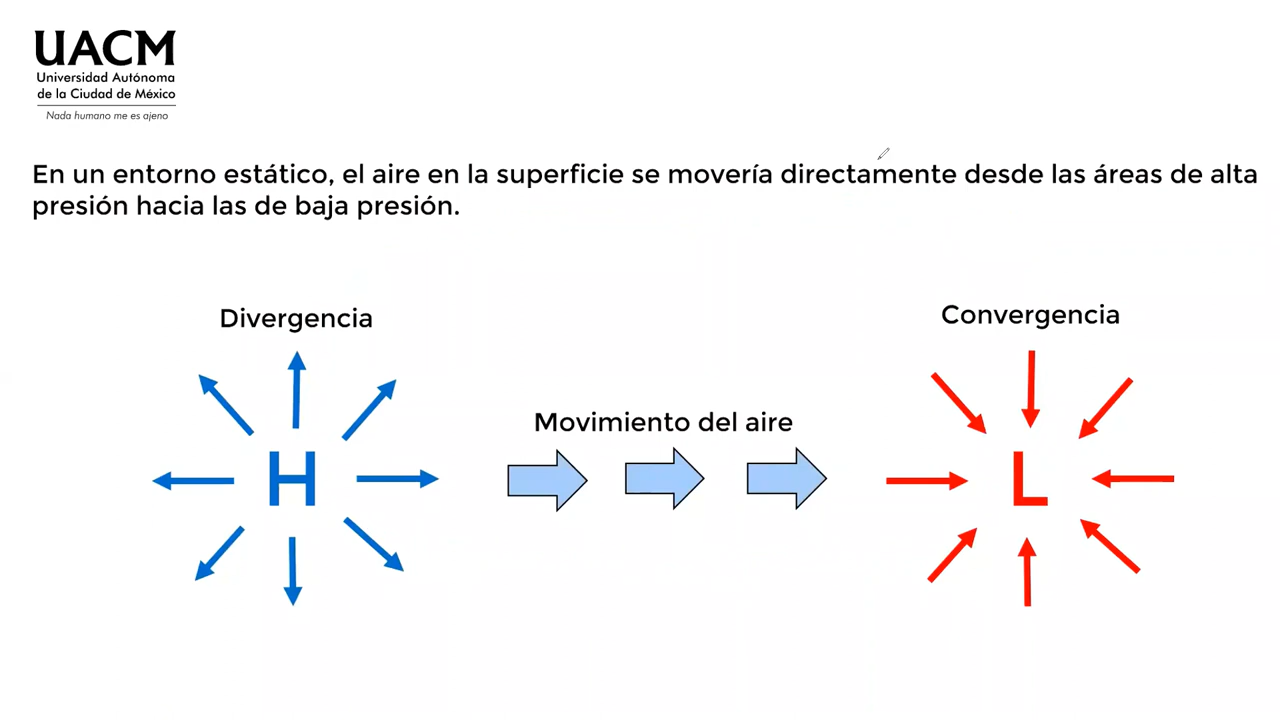 UACM
Universidad Autónoma
de la Ciudad de México
Nada humano me es ajeno
En un entorno estático, el aire en la superficie se movería directamente desde las áreas de alta
presión hacia las de baja presión.
Divergencia
Convergencia
Movimiento del aire
H
L